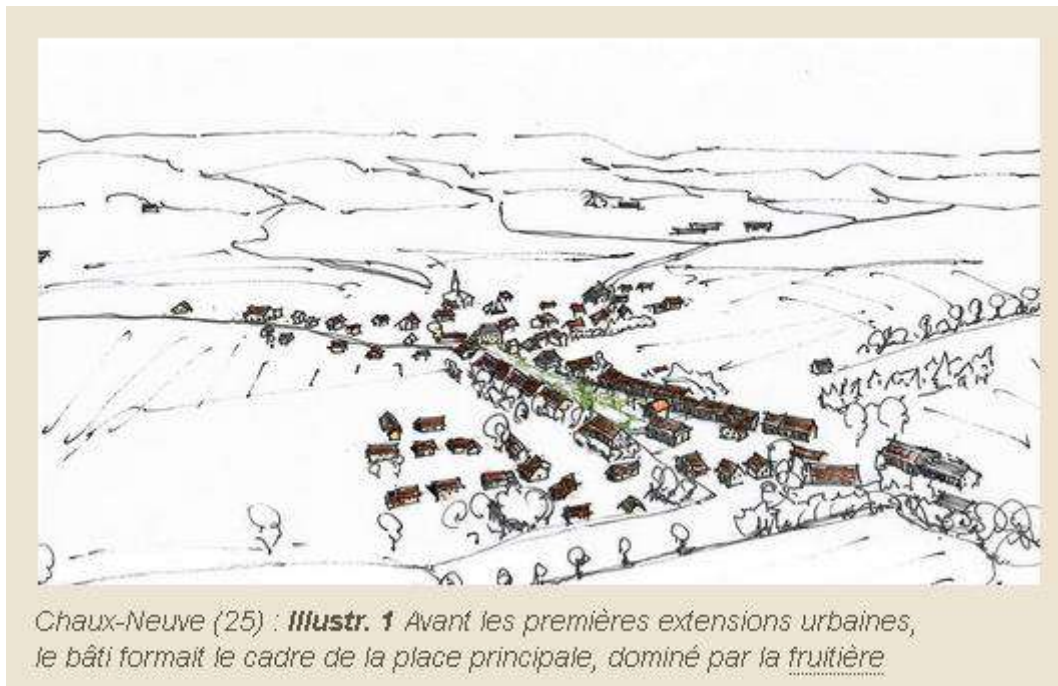 Chaux-Neuve (25) : Illustr. 1 Avant les premières extensions urbaines,
le bâti formait le cadre de la place principale, dominé par la fruitière